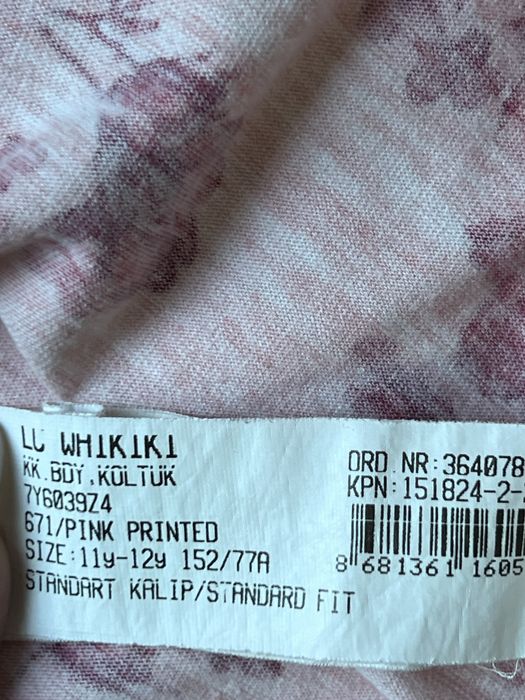 LC WHIKIKI
KK.BDY.KOLTUK
7Y6039Z4
671/PINK PRINTED
SIZE:11y-12y 152/77A
STANDART KALIP/STANDARD FIT
ORD.NR:364078
KPN:151824-2-
8 681361 1605